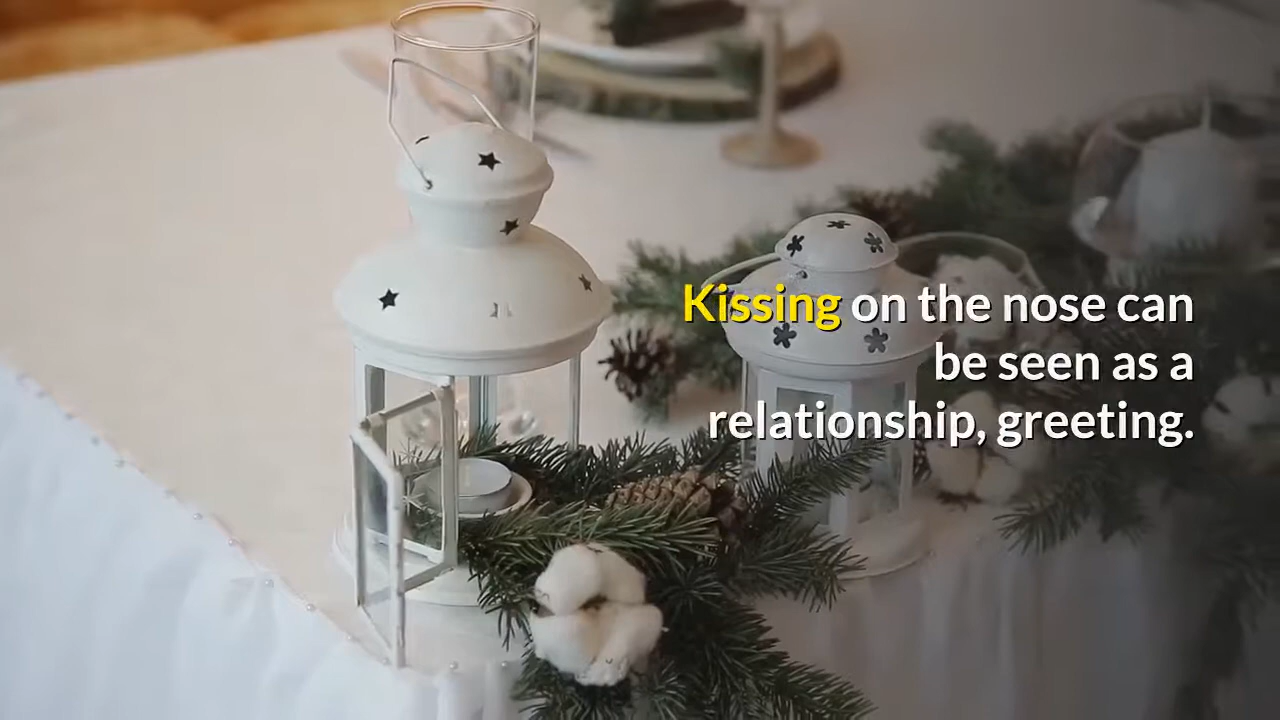 Kissing on the nose can
be seen as a
relationship, greeting.